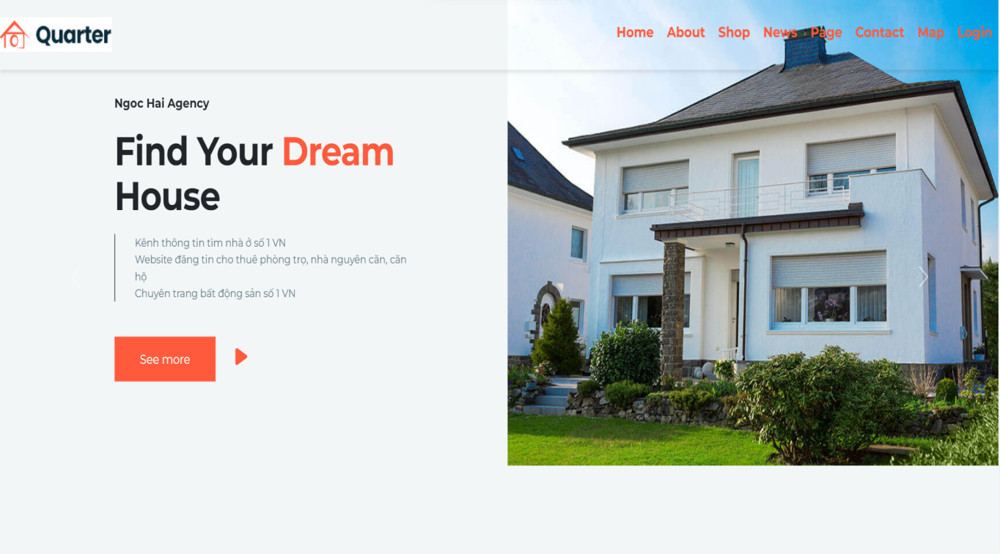 Quarter
Home About Shop News Page Contact Map Login
Ngoc Hai Agency
Find Your Dream
House
Kênh thông tin tìm nhà ở số 1 VN
Website đăng tin cho thuê phòng trọ, nhà nguyên căn, căn
hộ
Chuyên trang bất động sản số 1 VN
See more